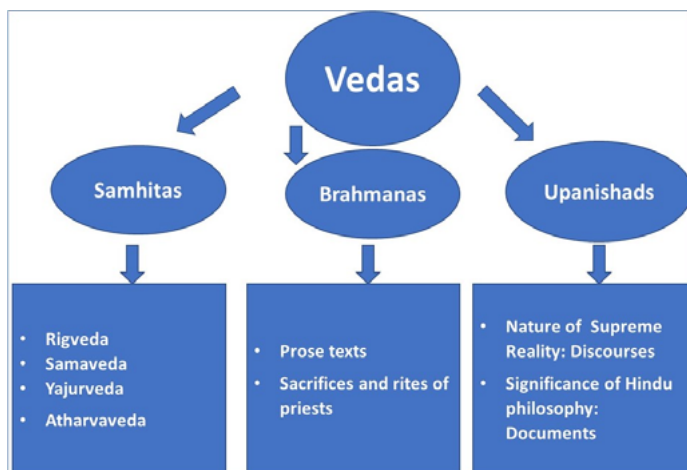 Vedas
Samhitas
Brahmanas
Upanishads
• Rigveda
• Samaveda
• Yajurveda
• Atharvaveda
• Prose texts
• Sacrifices and rites of
priests
• Nature of Supreme
Reality: Discourses
• Significance of Hindu
philosophy:
Documents